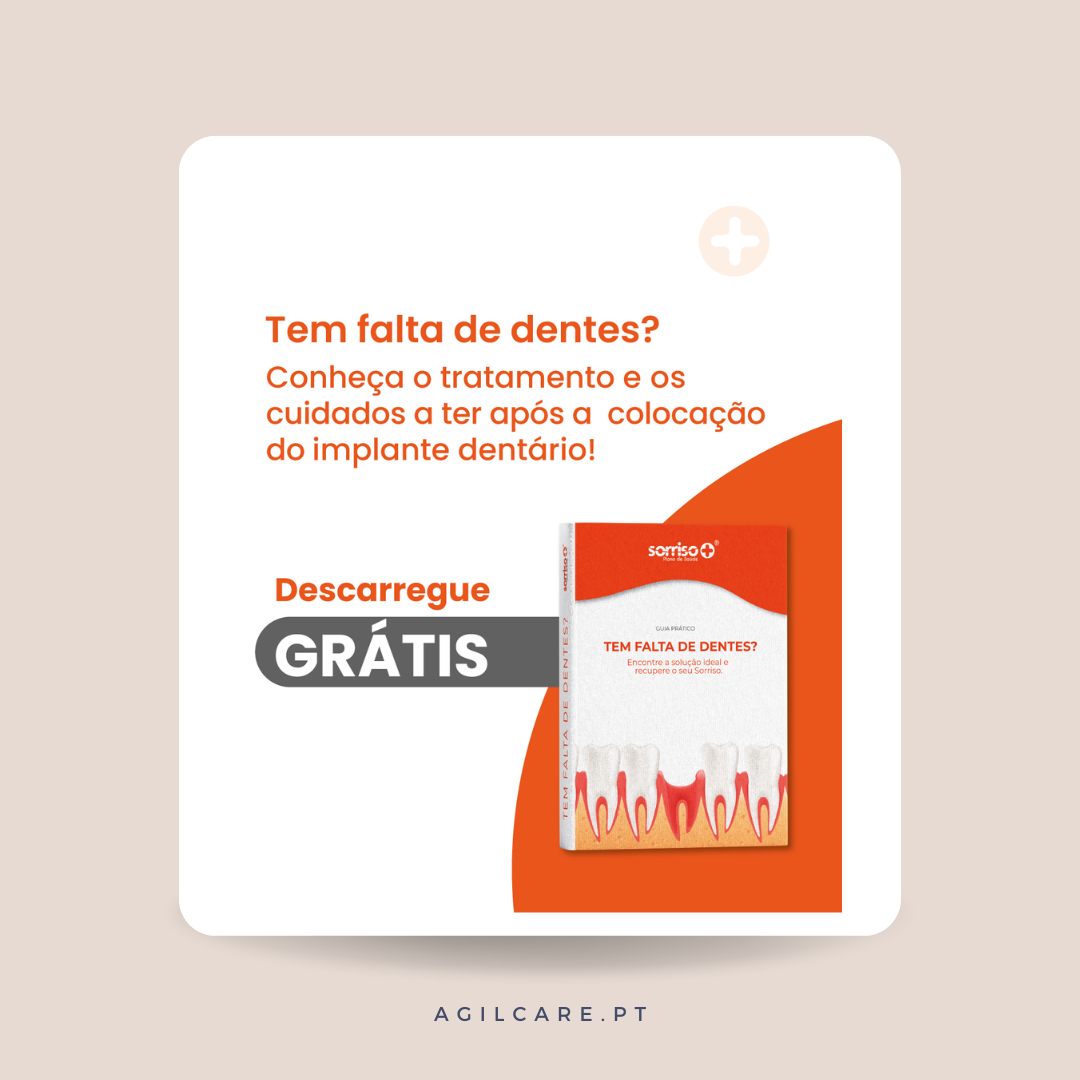 Tem falta de dentes?
Conheça o tratamento e os
cuidados a ter após a colocação
do implante dentário!
Descarregue
GRÁTIS
sorriso+®
Plano de Saúde
GUIA PRÁTICO
TEM FALTA DE DENTES?
Encontre a solução ideal e
recupere o seu Sorriso.
sorriso+
TEM FALTA DE DENTES?
AGILCARE.PT